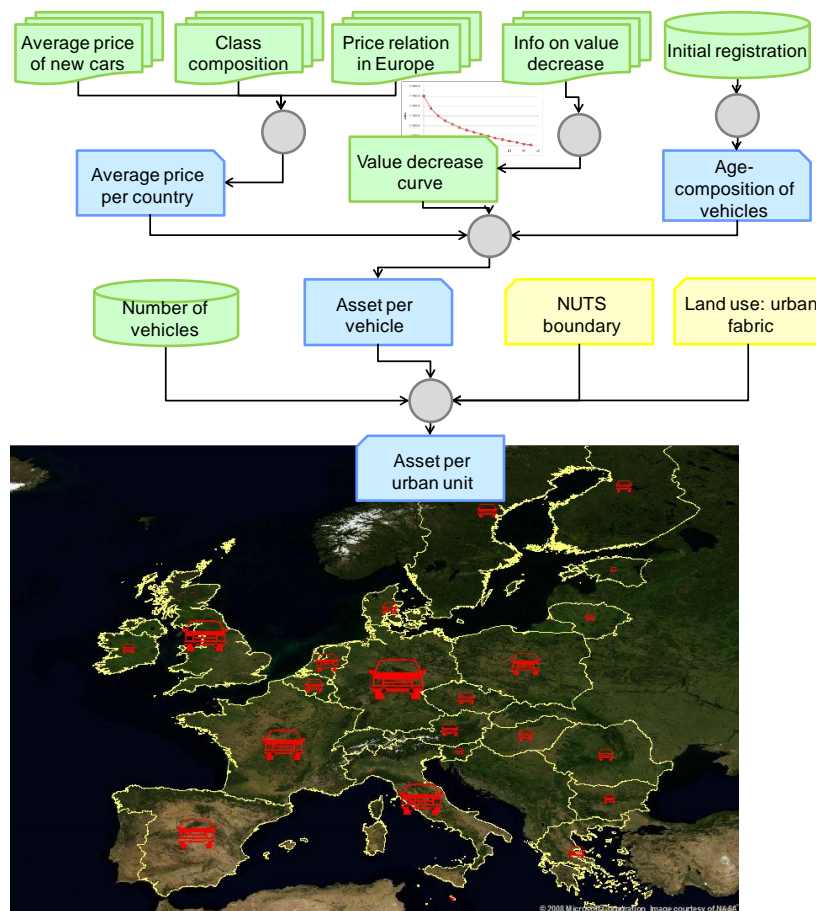 Average price
of new cars
Class
composition
Price relation
in Europe
Info on value
decrease
Initial registration
Average price
per country
Value decrease
curve
Age-
composition of
vehicles
Number of
vehicles
Asset per
vehicle
NUTS
boundary
Land use: urban
fabric
Asset per
urban unit
© 2008 Microsoft Corporation Image courtesy of NASA